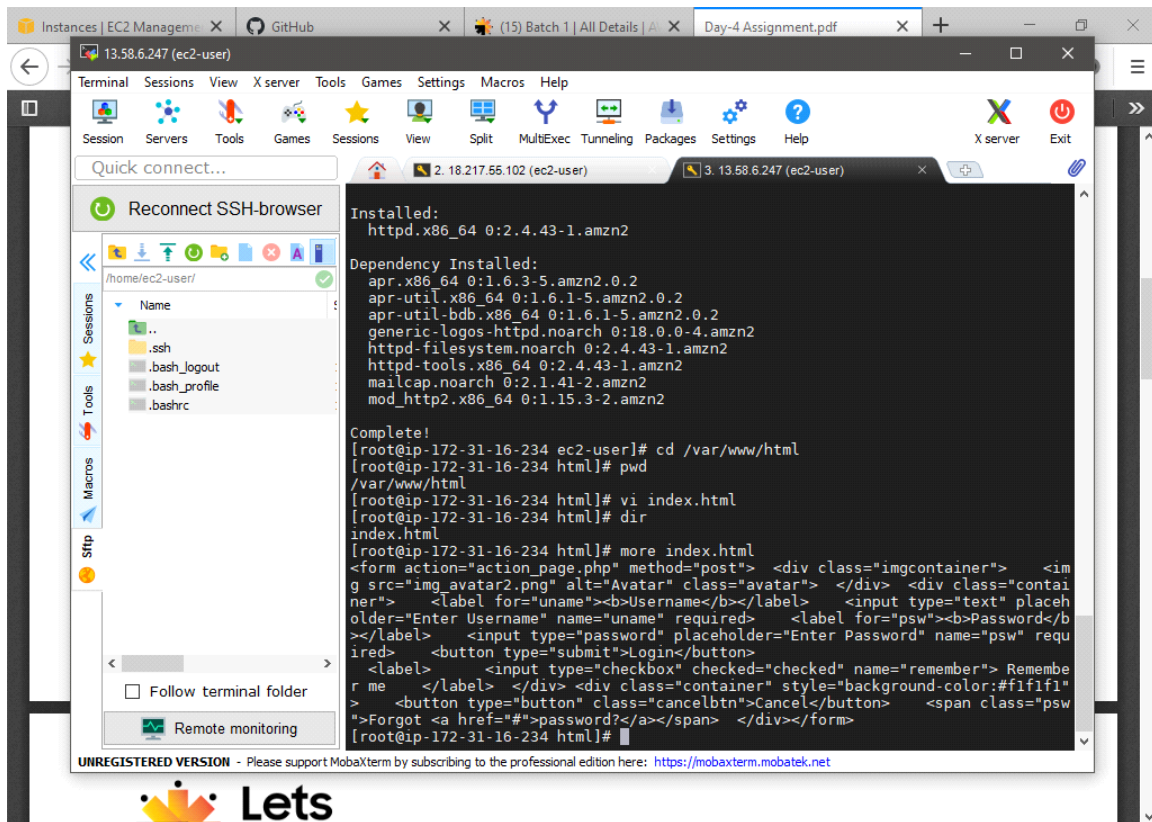 Instances | EC2 Manageme
GitHub
(15) Batch 1 | All Details | A
Day-4 Assignment.pdf
13.58.6.247 (ec2-user)
Terminal Sessions View X server Tools Games Settings Macros Help
Session Servers Tools Games Sessions View Split MultiExec Tunneling Packages Settings Help X server Exit
Quick connect...
2. 18.217.55.102 (ec2-user)
3. 13.58.6.247 (ec2-user)
Reconnect SSH-browser
/home/ec2-user/
Name
..
.ssh
.bash_logout
.bash_profile
.bashrc
Sessions
Tools
Macros
Sftp
Follow terminal folder
Remote monitoring
Installed:
httpd.x86_64 0:2.4.43-1.amzn2
Dependency Installed:
apr.x86_64 0:1.6.3-5.amzn2.0.2
apr-util.x86_64 0:1.6.1-5.amzn2.0.2
apr-util-bdb.x86_64 0:1.6.1-5.amzn2.0.2
generic-logos-httpd.noarch 0:18.0.0-4.amzn2
httpd-filesystem.noarch 0:2.4.43-1.amzn2
httpd-tools.x86_64 0:2.4.43-1.amzn2
mailcap.noarch 0:2.1.41-2.amzn2
mod_http2.x86_64 0:1.15.3-2.amzn2
Complete!
[root@ip-172-31-16-234 ec2-user]# cd /var/www/html
[root@ip-172-31-16-234 html]# pwd
/var/www/html
[root@ip-172-31-16-234 html]# vi index.html
[root@ip-172-31-16-234 html]# dir
index.html
[root@ip-172-31-16-234 html]# more index.html
<form action="action_page.php" method="post">  <div class="imgcontainer">    <im
g src="img_avatar2.png" alt="Avatar" class="avatar">  </div>  <div class="contai
ner">    <label for="uname"><b>Username</b></label>    <input type="text" placeh
older="Enter Username" name="uname" required>    <label for="psw"><b>Password</b
></label>    <input type="password" placeholder="Enter Password" name="psw" requ
ired>    <button type="submit">Login</button>
<label>      <input type="checkbox" checked="checked" name="remember"> Remembe
r me    </label>  </div> <div class="container" style="background-color:#f1f1f1"
>    <button type="button" class="cancelbtn">Cancel</button>    <span class="psw
">Forgot <a href="#">password?</a></span>  </div></form>
[root@ip-172-31-16-234 html]#
UNREGISTERED VERSION - Please support MobaXterm by subscribing to the professional edition here: https://mobaxterm.mobatek.net
Lets